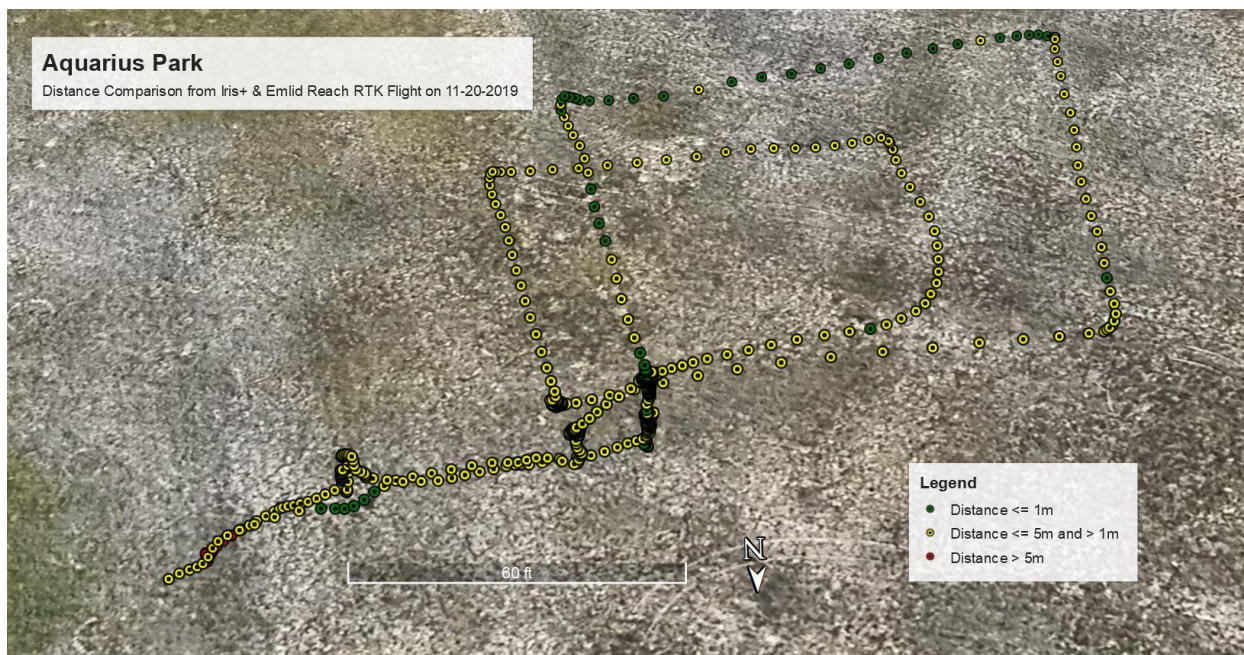 Aquarius Park
Distance Comparison from Iris+ & Emlid Reach RTK Flight on 11-20-2019
Legend
Distance <= 1m
Distance <= 5m and > 1m
Distance > 5m
N
60 ft